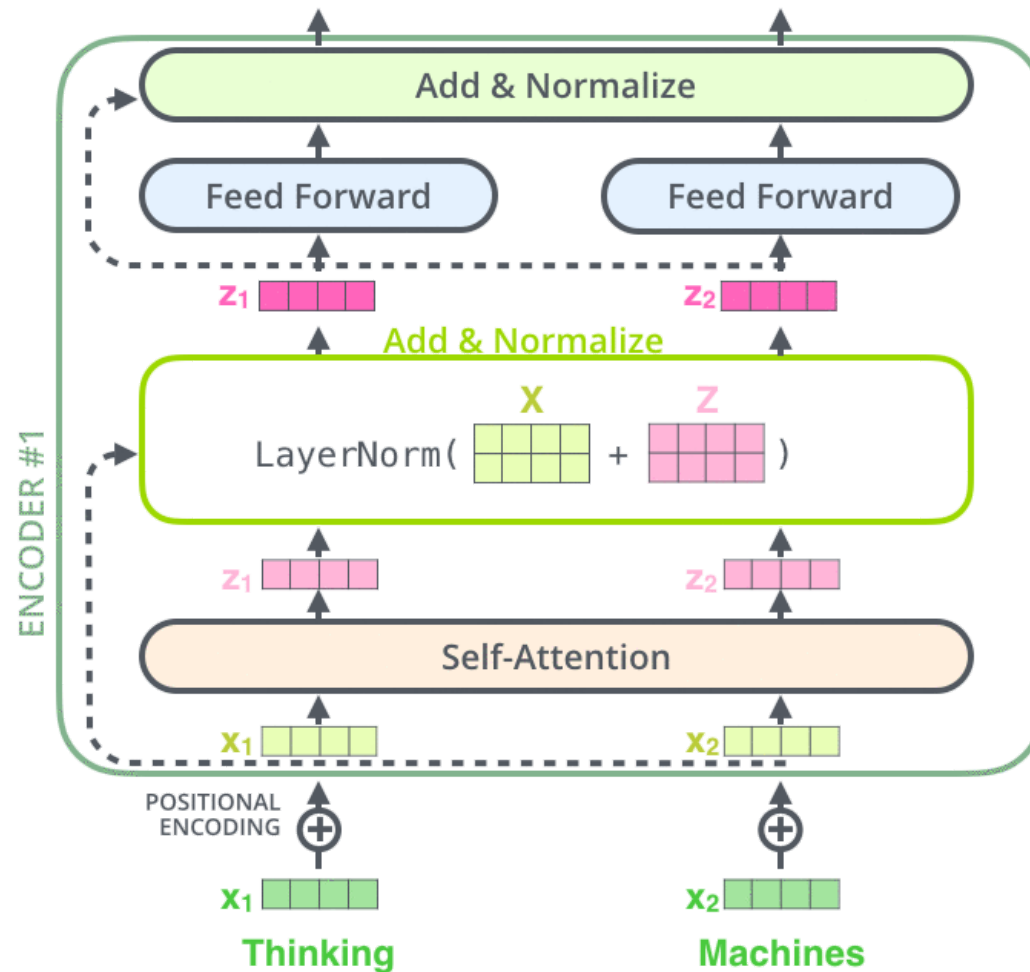 Add & Normalize
Feed Forward Feed Forward
z1 z2
Add & Normalize
X Z
LayerNorm( + )
ENCODER #1
z1 z2
Self-Attention
x1 x2
POSITIONAL
ENCODING
x1 x2
Thinking Machines